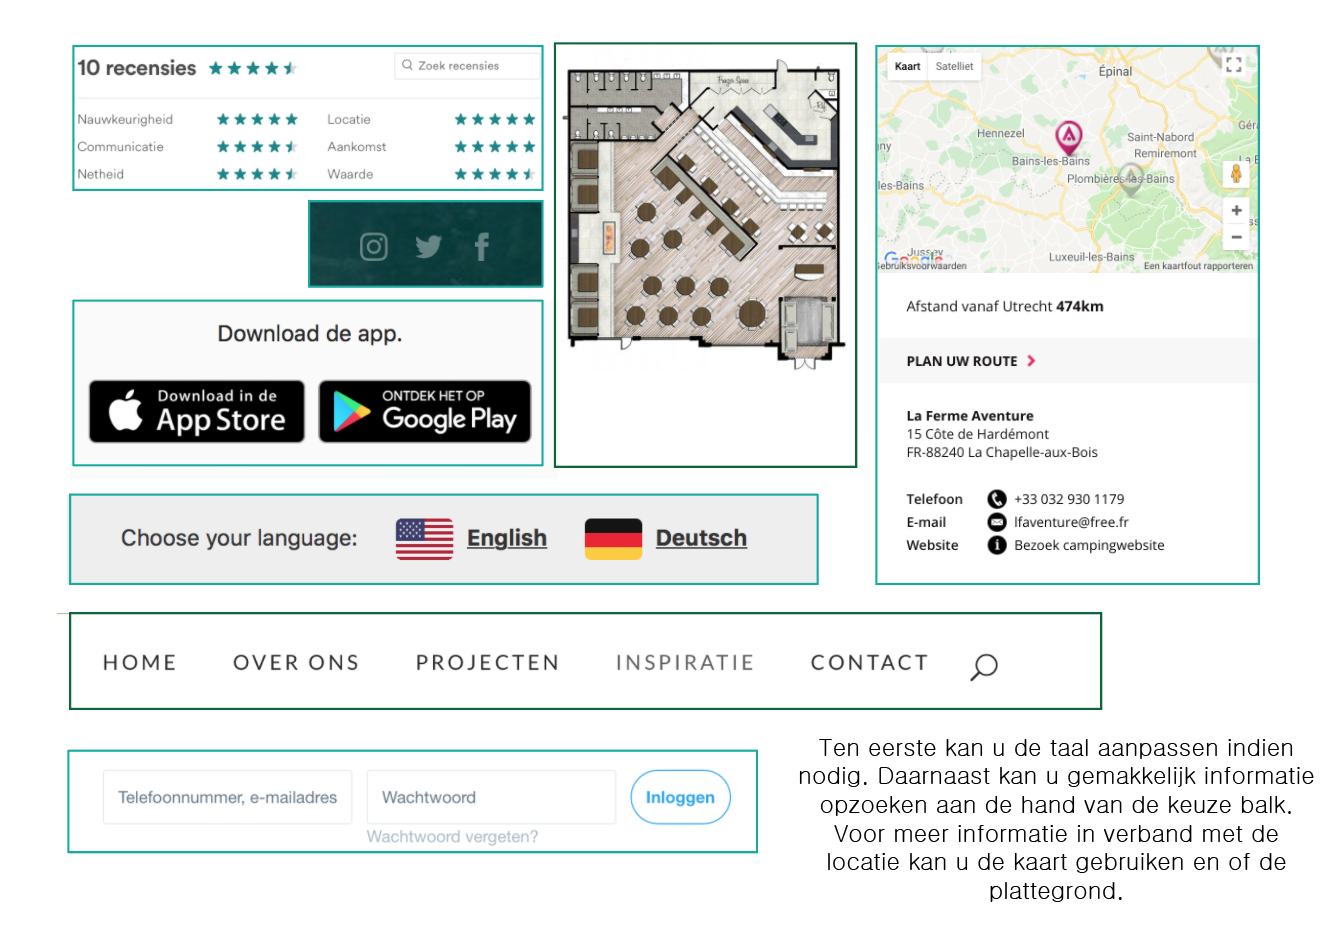 10 recensies
Zoek recensies
Nauwkeurigheid
Locatie
Communicatie
Aankomst
Netheid
Waarde
Download de app.
Download in de
App Store
ONTDEK HET OP
Google Play
Kaart
Satelliet
Épinal
Hennezel
Saint-Nabord
Remiremont
Bains-les-Bains
Plombières-les-Bains
les-Bains
Jussey
Luxeuil-les-Bains
Google
Gebruiksvoorwaarden
Een kaartfout rapporteren
Afstand vanaf Utrecht 474km
PLAN UW ROUTE
La Ferme Aventure
15 Côte de Hardémont
FR-88240 La Chapelle-aux-Bois
Telefoon +33 032 930 1179
E-mail lfaventure@free.fr
Website Bezoek campingwebsite
Choose your language: English Deutsch
HOME OVER ONS PROJECTEN INSPIRATIE CONTACT
Telefoonnummer, e-mailadres Wachtwoord Inloggen
Wachtwoord vergeten?
Ten eerste kan u de taal aanpassen indien
nodig. Daarnaast kan u gemakkelijk informatie
opzoeken aan de hand van de keuze balk.
Voor meer informatie in verband met de
locatie kan u de kaart gebruiken en of de
plattegrond.